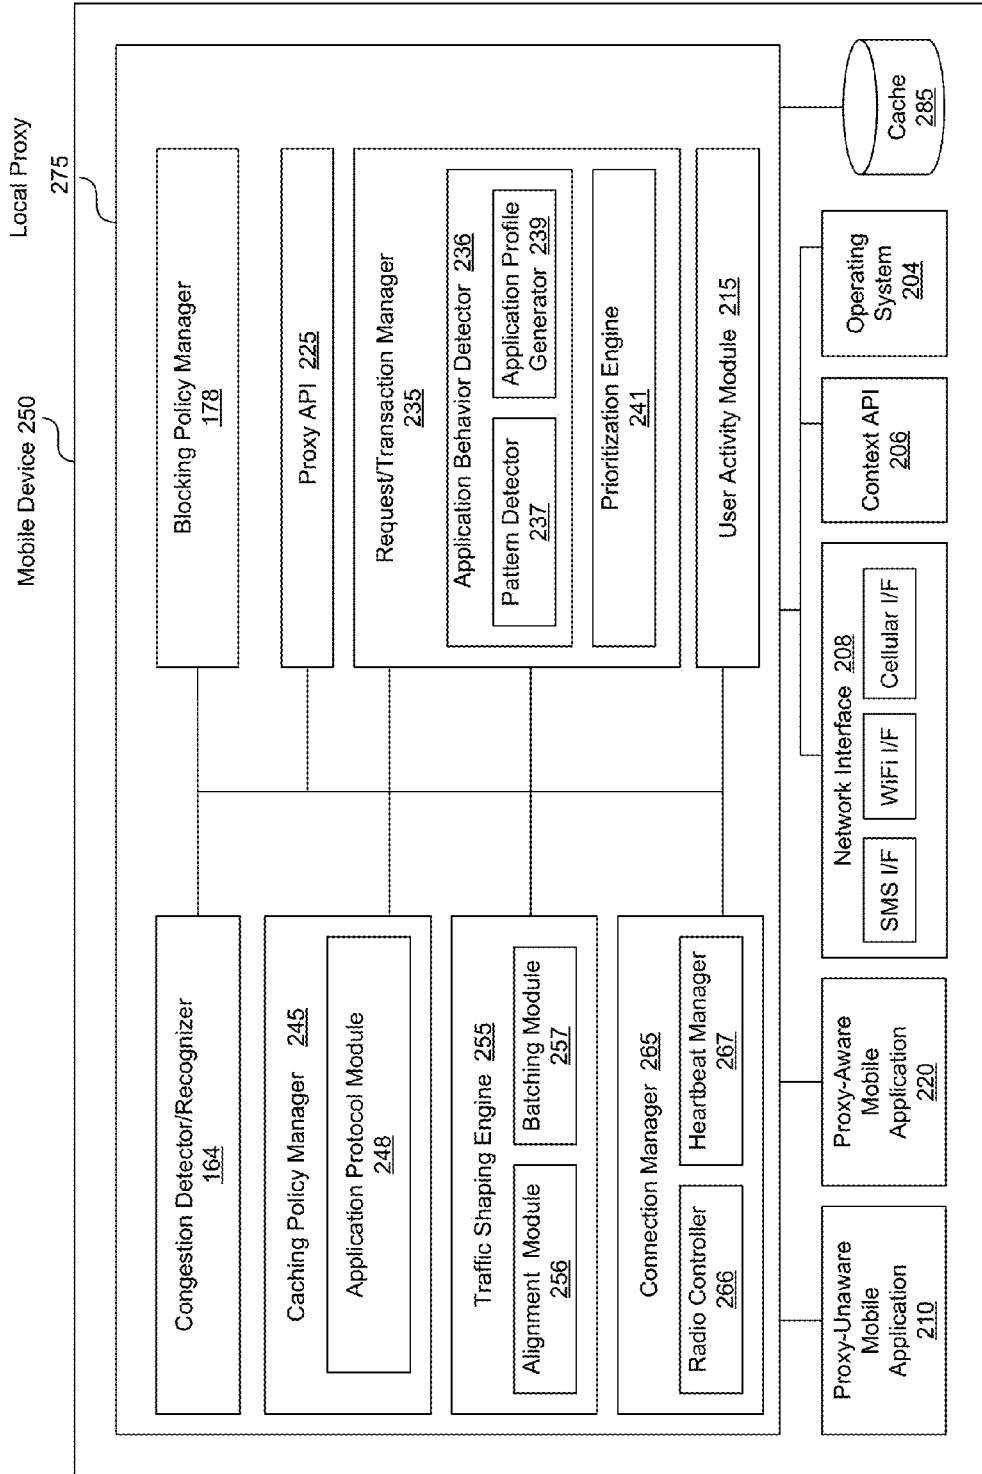 Mobile Device 250
Local Proxy
275
Congestion Detector/Recognizer
164
Caching Policy Manager 245
Application Protocol Module
248
Traffic Shaping Engine 255
Alignment Module
256
Batching Module
257
Connection Manager 265
Radio Controller
266
Heartbeat Manager
267
Blocking Policy Manager
178
Proxy API 225
Request/Transaction Manager
235
Application Behavior Detector 236
Pattern Detector
237
Application Profile
Generator 239
Prioritization Engine
241
User Activity Module 215
Proxy-Unaware
Mobile
Application
210
Proxy-Aware
Mobile
Application
220
Network Interface 208
SMS I/F
WiFi I/F
Cellular I/F
Context API
206
Operating
System
204
Cache
285